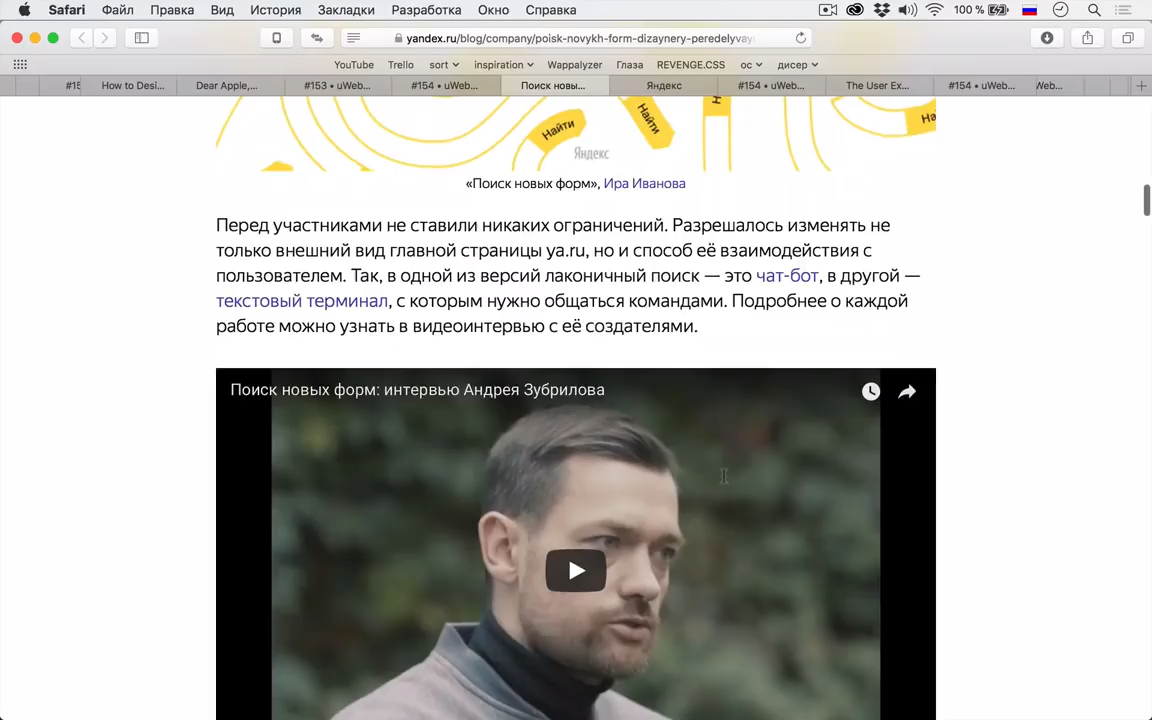 Safari Файл Правка Вид История Закладки Разработка Окно Справка 100 %
yandex.ru/blog/company/poisk-novykh-form-dizaynery-peredelyvay
YouTube Trello sort inspiration Wappalyzer Глаза REVENGE.CSS ос дисер
#15 How to Desi... Dear Apple,... #153 • uWeb... #154 • uWeb... Поиск новы... Яндекс #154 • uWeb... The User Ex... #154 • uWeb... Web...
Найти Найти Н На
Яндекс
«Поиск новых форм», Ира Иванова
Перед участниками не ставили никаких ограничений. Разрешалось изменять не
только внешний вид главной страницы ya.ru, но и способ её взаимодействия с
пользователем. Так, в одной из версий лаконичный поиск — это чат-бот, в другой —
текстовый терминал, с которым нужно общаться командами. Подробнее о каждой
работе можно узнать в видеоинтервью с её создателями.
Поиск новых форм: интервью Андрея Зубрилова